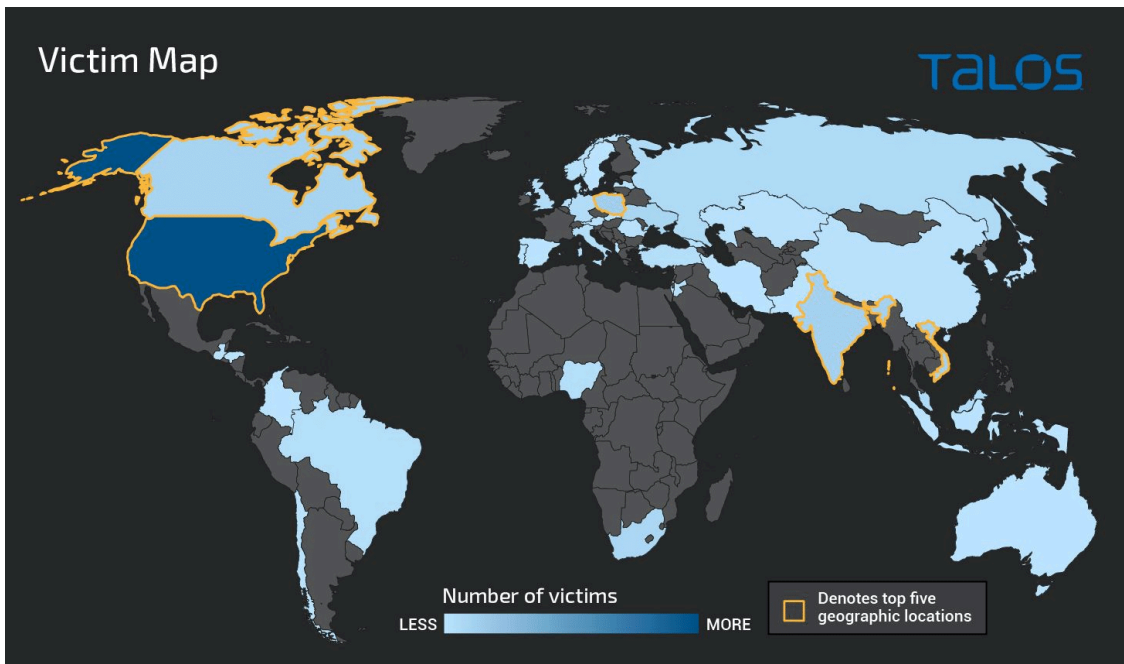 Victim Map
TALOS
Number of victims
LESS
MORE
Denotes top five
geographic locations